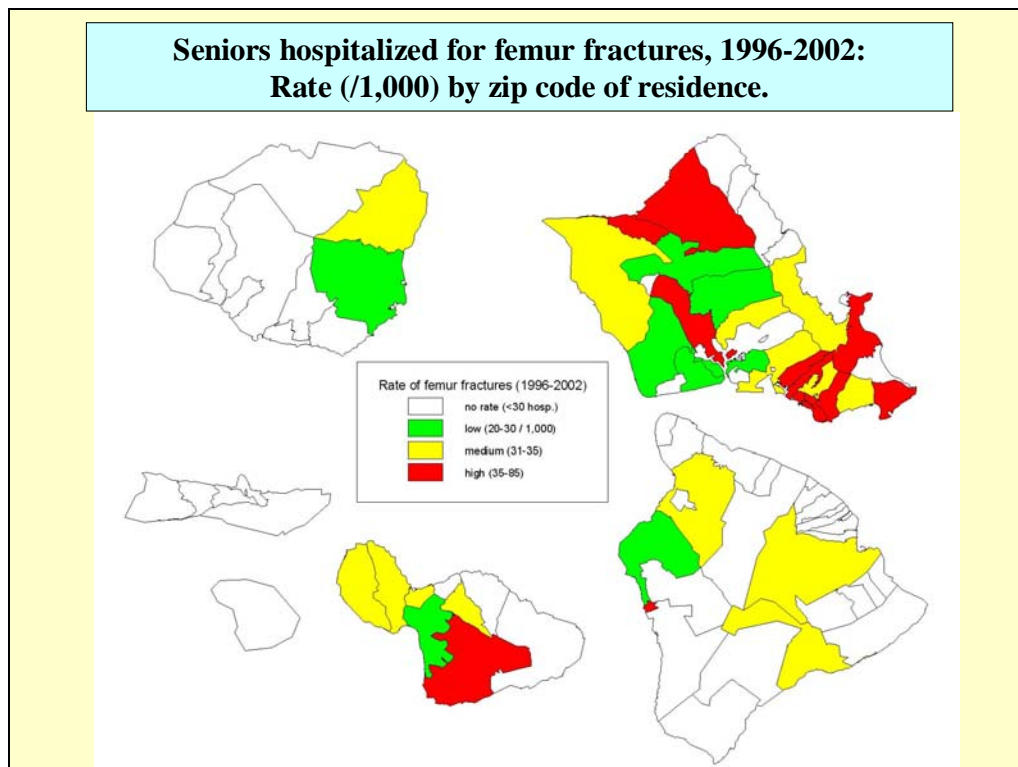 Seniors hospitalized for femur fractures, 1996-2002:
Rate (/1,000) by zip code of residence.
Rate of femur fractures (1996-2002)
no rate (<30 hosp.)
low (20-30 / 1,000)
medium (31-35)
high (35-85)